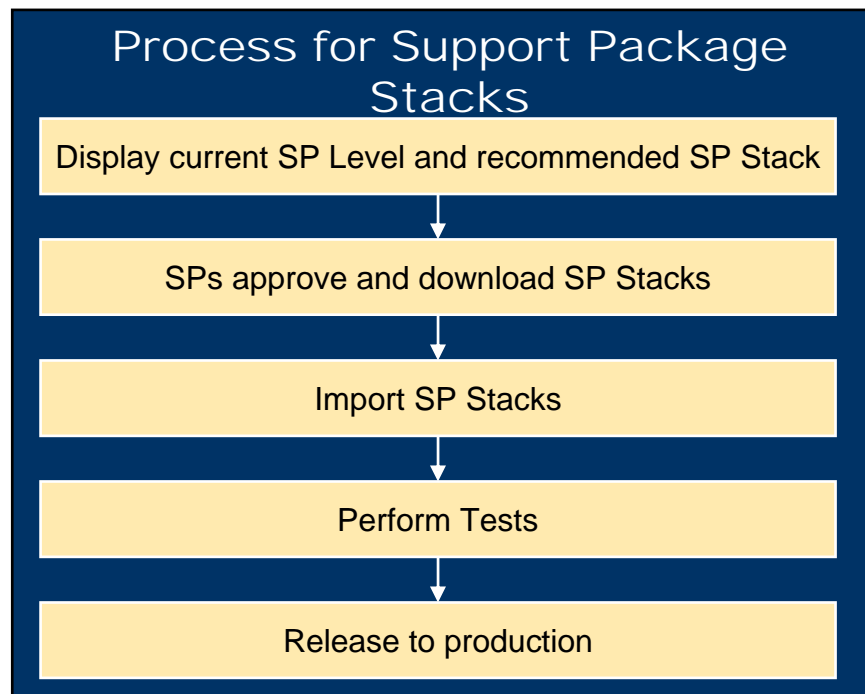 Process for Support Package
Stacks
Display current SP Level and recommended SP Stack
SPs approve and download SP Stacks
Import SP Stacks
Perform Tests
Release to production